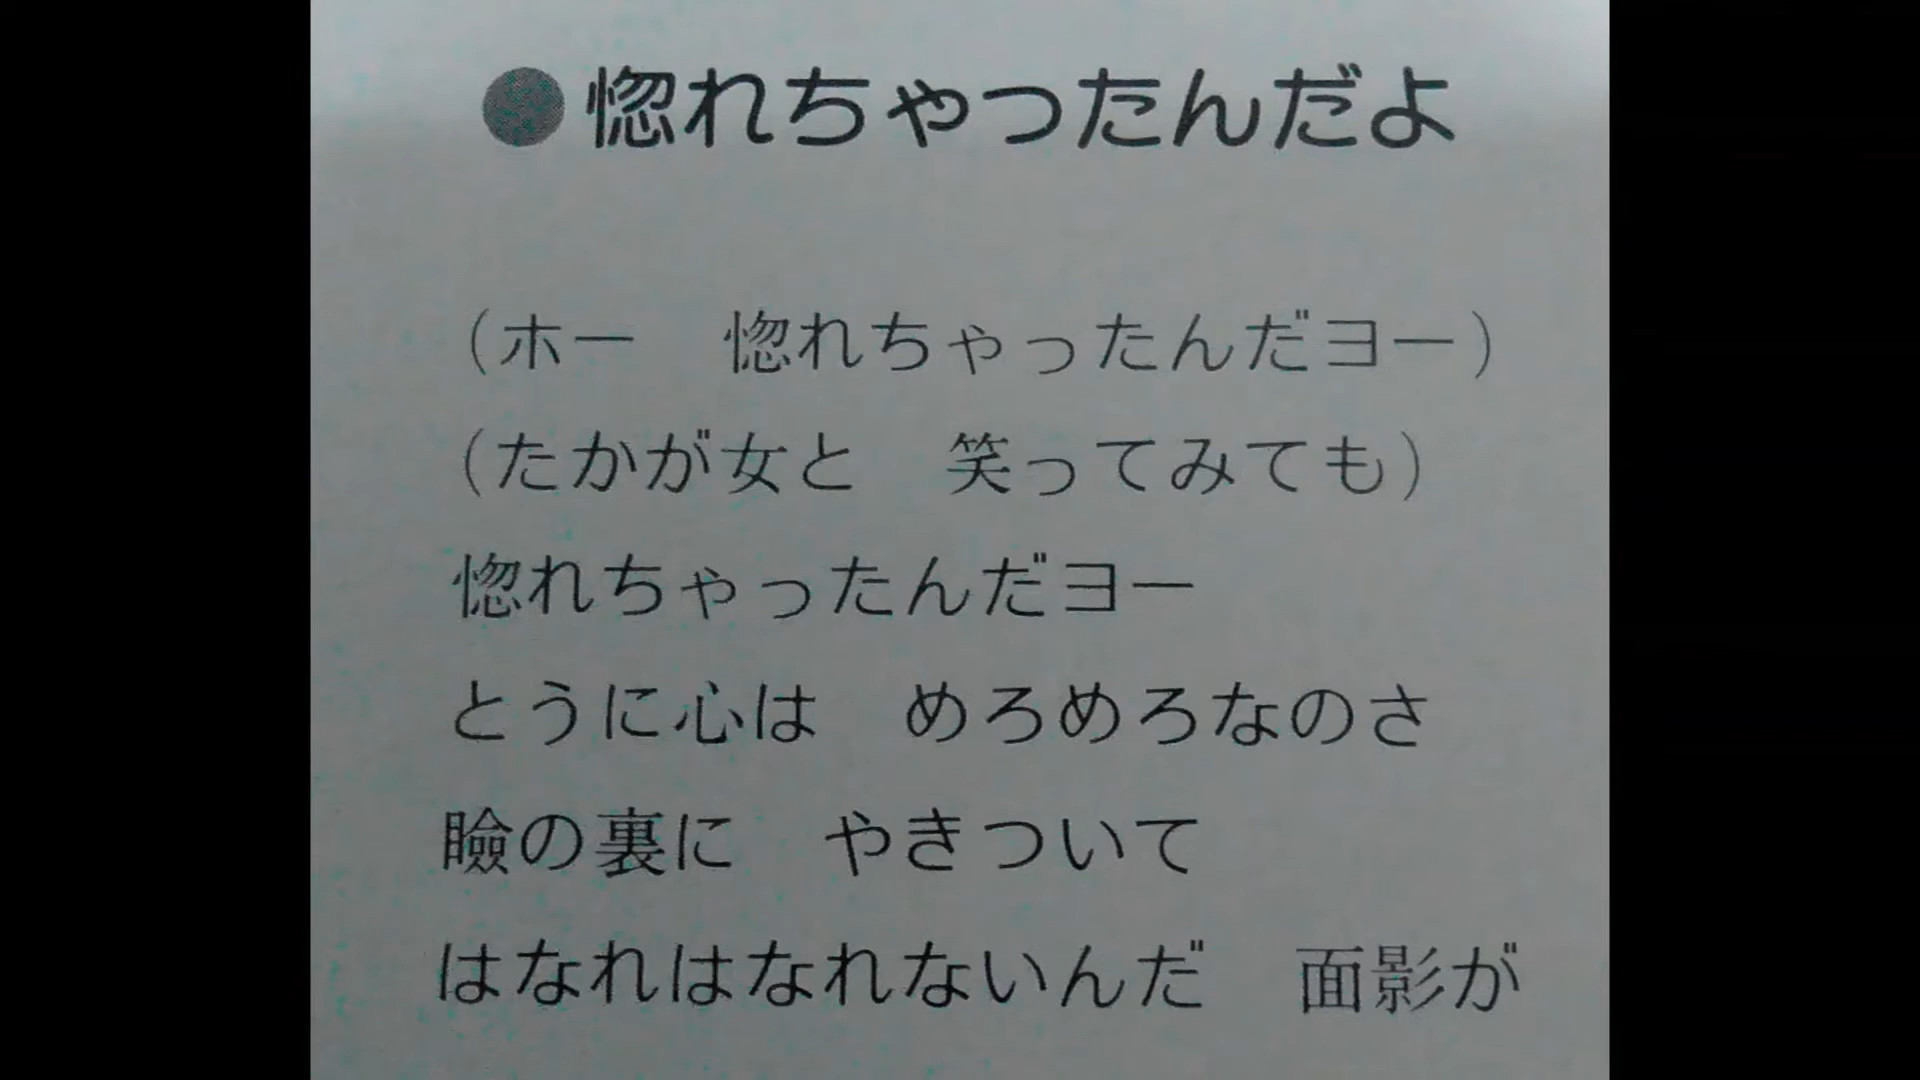 ●惚れちゃったんだよ
（ホー　惚れちゃったんだヨー）
（たかが女と　笑ってみても）
惚れちゃったんだヨー
とうに心は　めろめろなのさ
瞼の裏に　やきついて
はなれはなれないんだ　面影が